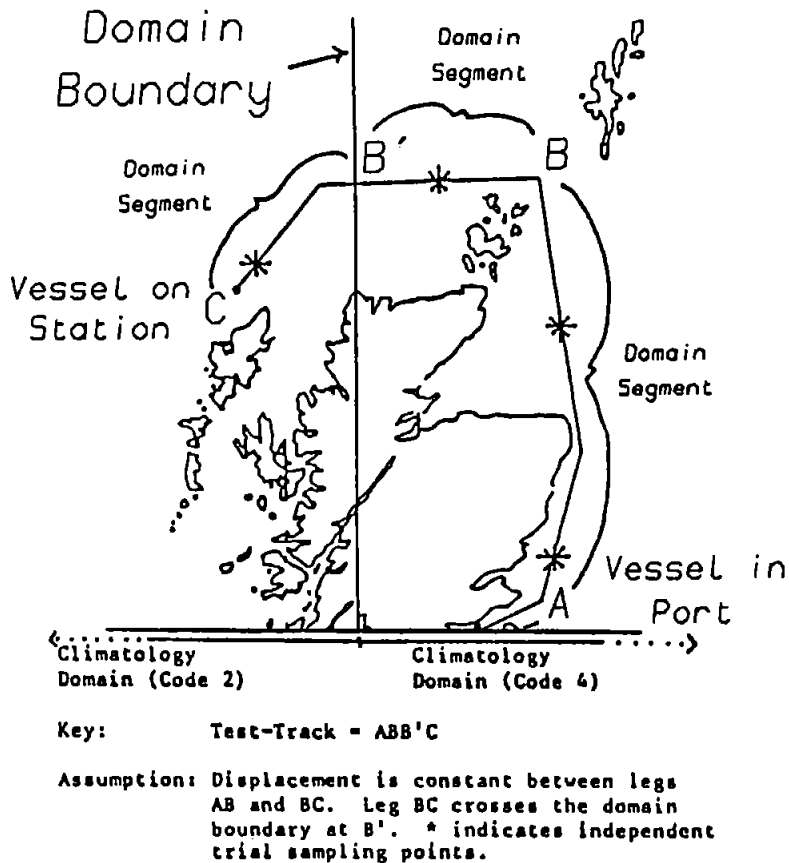 Domain
Boundary
Domain
Segment
B'
B
Domain
Segment
Vessel on
Station
C
Domain
Segment
Vessel in
Port
A
Climatology
Domain (Code 2)
Climatology
Domain (Code 4)
Key: Test-Track = ABB'C
Assumption: Displacement is constant between legs
AB and BC. Leg BC crosses the domain
boundary at B'. * indicates independent
trial sampling points.